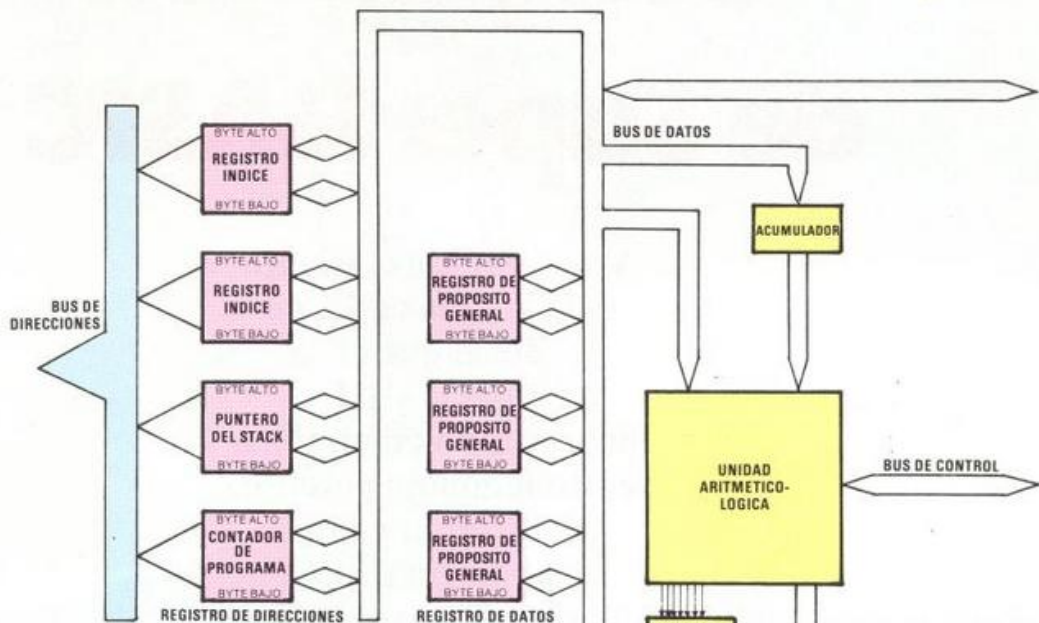 BUS DE DATOS
BYTE ALTO
REGISTRO
INDICE
BYTE BAJO
ACUMULADOR
BYTE ALTO
REGISTRO
INDICE
BYTE BAJO
BYTE ALTO
REGISTRO DE
PROPOSITO
GENERAL
BYTE BAJO
BUS DE
DIRECCIONES
BYTE ALTO
PUNTERO
DEL STACK
BYTE BAJO
BYTE ALTO
REGISTRO DE
PROPOSITO
GENERAL
BYTE BAJO
UNIDAD
ARITMETICO-
LOGICA
BUS DE CONTROL
BYTE ALTO
CONTADOR
DE
PROGRAMA
BYTE BAJO
BYTE ALTO
REGISTRO DE
PROPOSITO
GENERAL
BYTE BAJO
REGISTRO DE DIRECCIONES
REGISTRO DE DATOS